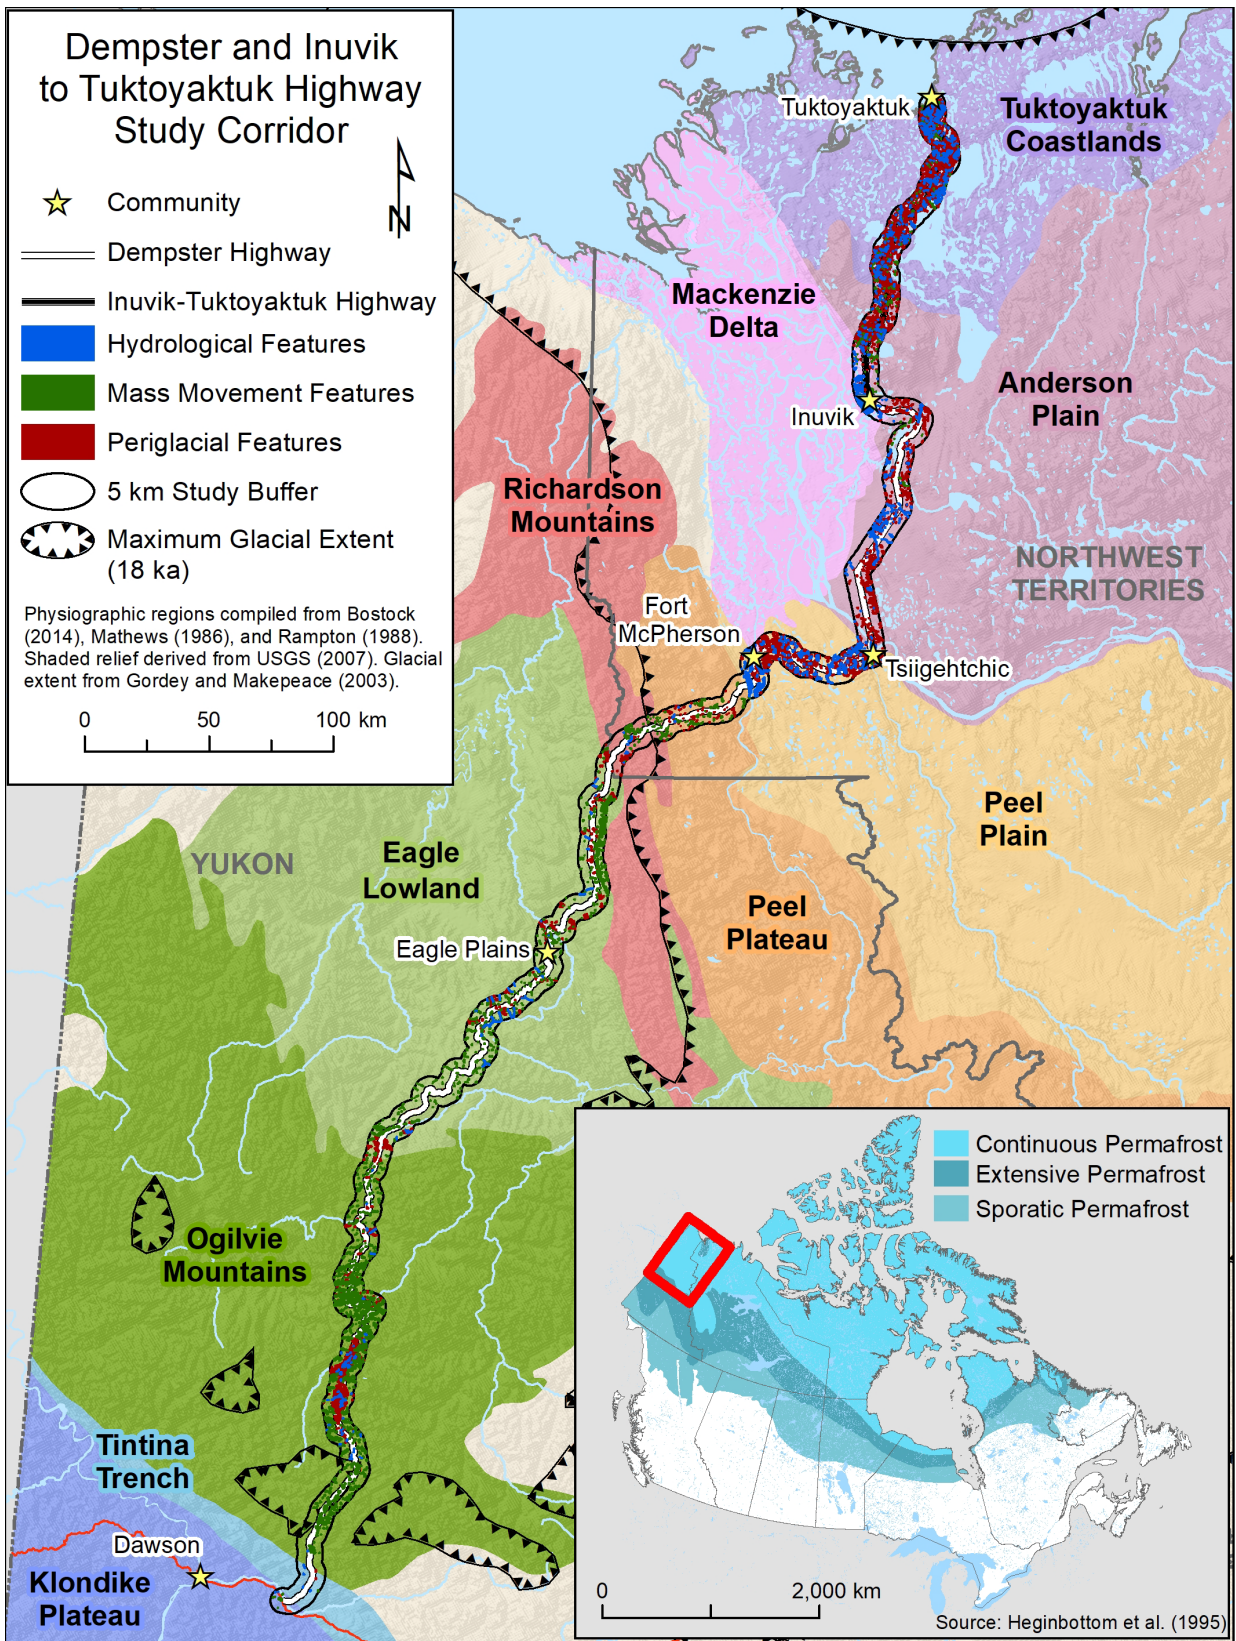 Dempster and Inuvik
to Tuktoyaktuk Highway
Study Corridor
N
Community
Dempster Highway
Inuvik-Tuktoyaktuk Highway
Hydrological Features
Mass Movement Features
Periglacial Features
5 km Study Buffer
Maximum Glacial Extent
(18 ka)
Physiographic regions compiled from Bostock
(2014), Mathews (1986), and Rampton (1988).
Shaded relief derived from USGS (2007). Glacial
extent from Gordey and Makepeace (2003).
0 50 100 km
Tuktoyaktuk
Tuktoyaktuk
Coastlands
Mackenzie
Delta
Anderson
Plain
Inuvik
Richardson
Mountains
NORTHWEST
TERRITORIES
Fort
McPherson
Tsiigehtchic
Peel
Plain
YUKON
Eagle
Lowland
Peel
Plateau
Eagle Plains
Ogilvie
Mountains
Tintina
Trench
Dawson
Klondike
Plateau
Continuous Permafrost
Extensive Permafrost
Sporatic Permafrost
0 2,000 km
Source: Heginbottom et al. (1995)